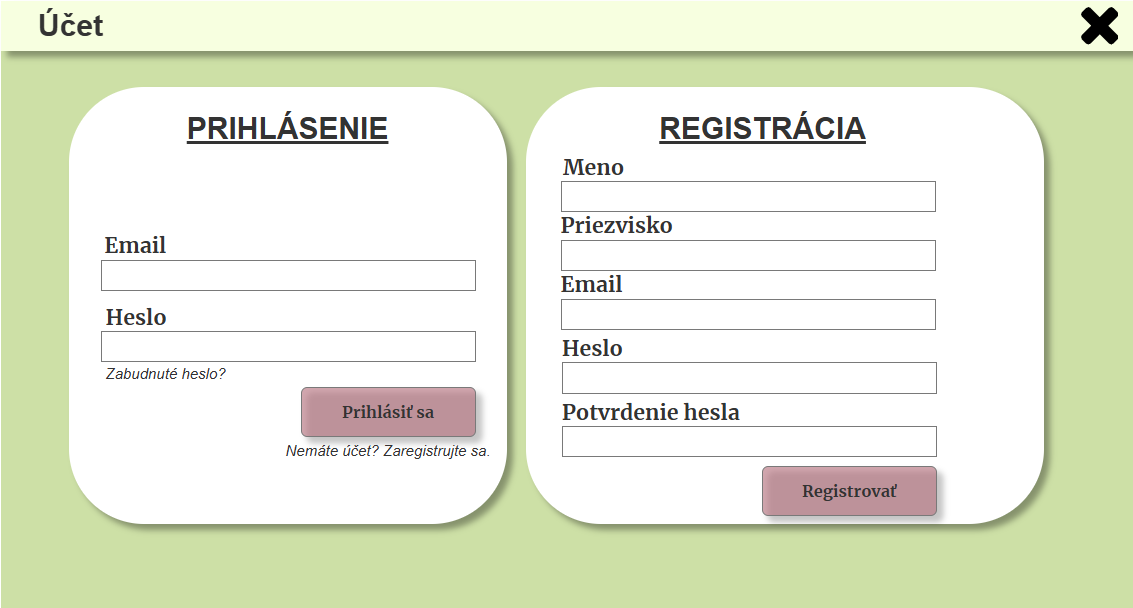 Účet
PRIHLÁSENIE
Email
Heslo
Zabudnuté heslo?
Prihlásiť sa
Nemáte účet? Zaregistrujte sa.
REGISTRÁCIA
Meno
Priezvisko
Email
Heslo
Potvrdenie hesla
Registrovať